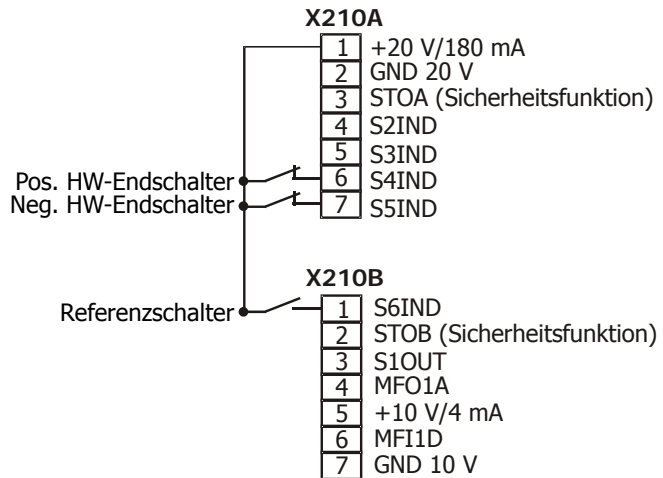 X210A
1 +20 V/180 mA
2 GND 20 V
3 STOA (Sicherheitsfunktion)
4 S2IND
5 S3IND
Pos. HW-Endschalter 6 S4IND
Neg. HW-Endschalter 7 S5IND
X210B
Referenzschalter 1 S6IND
2 STOB (Sicherheitsfunktion)
3 S1OUT
4 MFO1A
5 +10 V/4 mA
6 MFI1D
7 GND 10 V